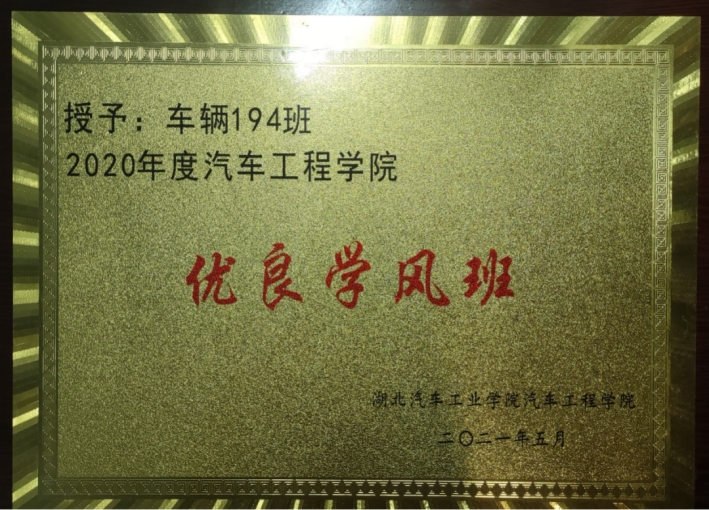 授予：车辆194班
2020年度汽车工程学院
优良学风班
湖北汽车工业学院汽车工程学院
二〇二一年五月